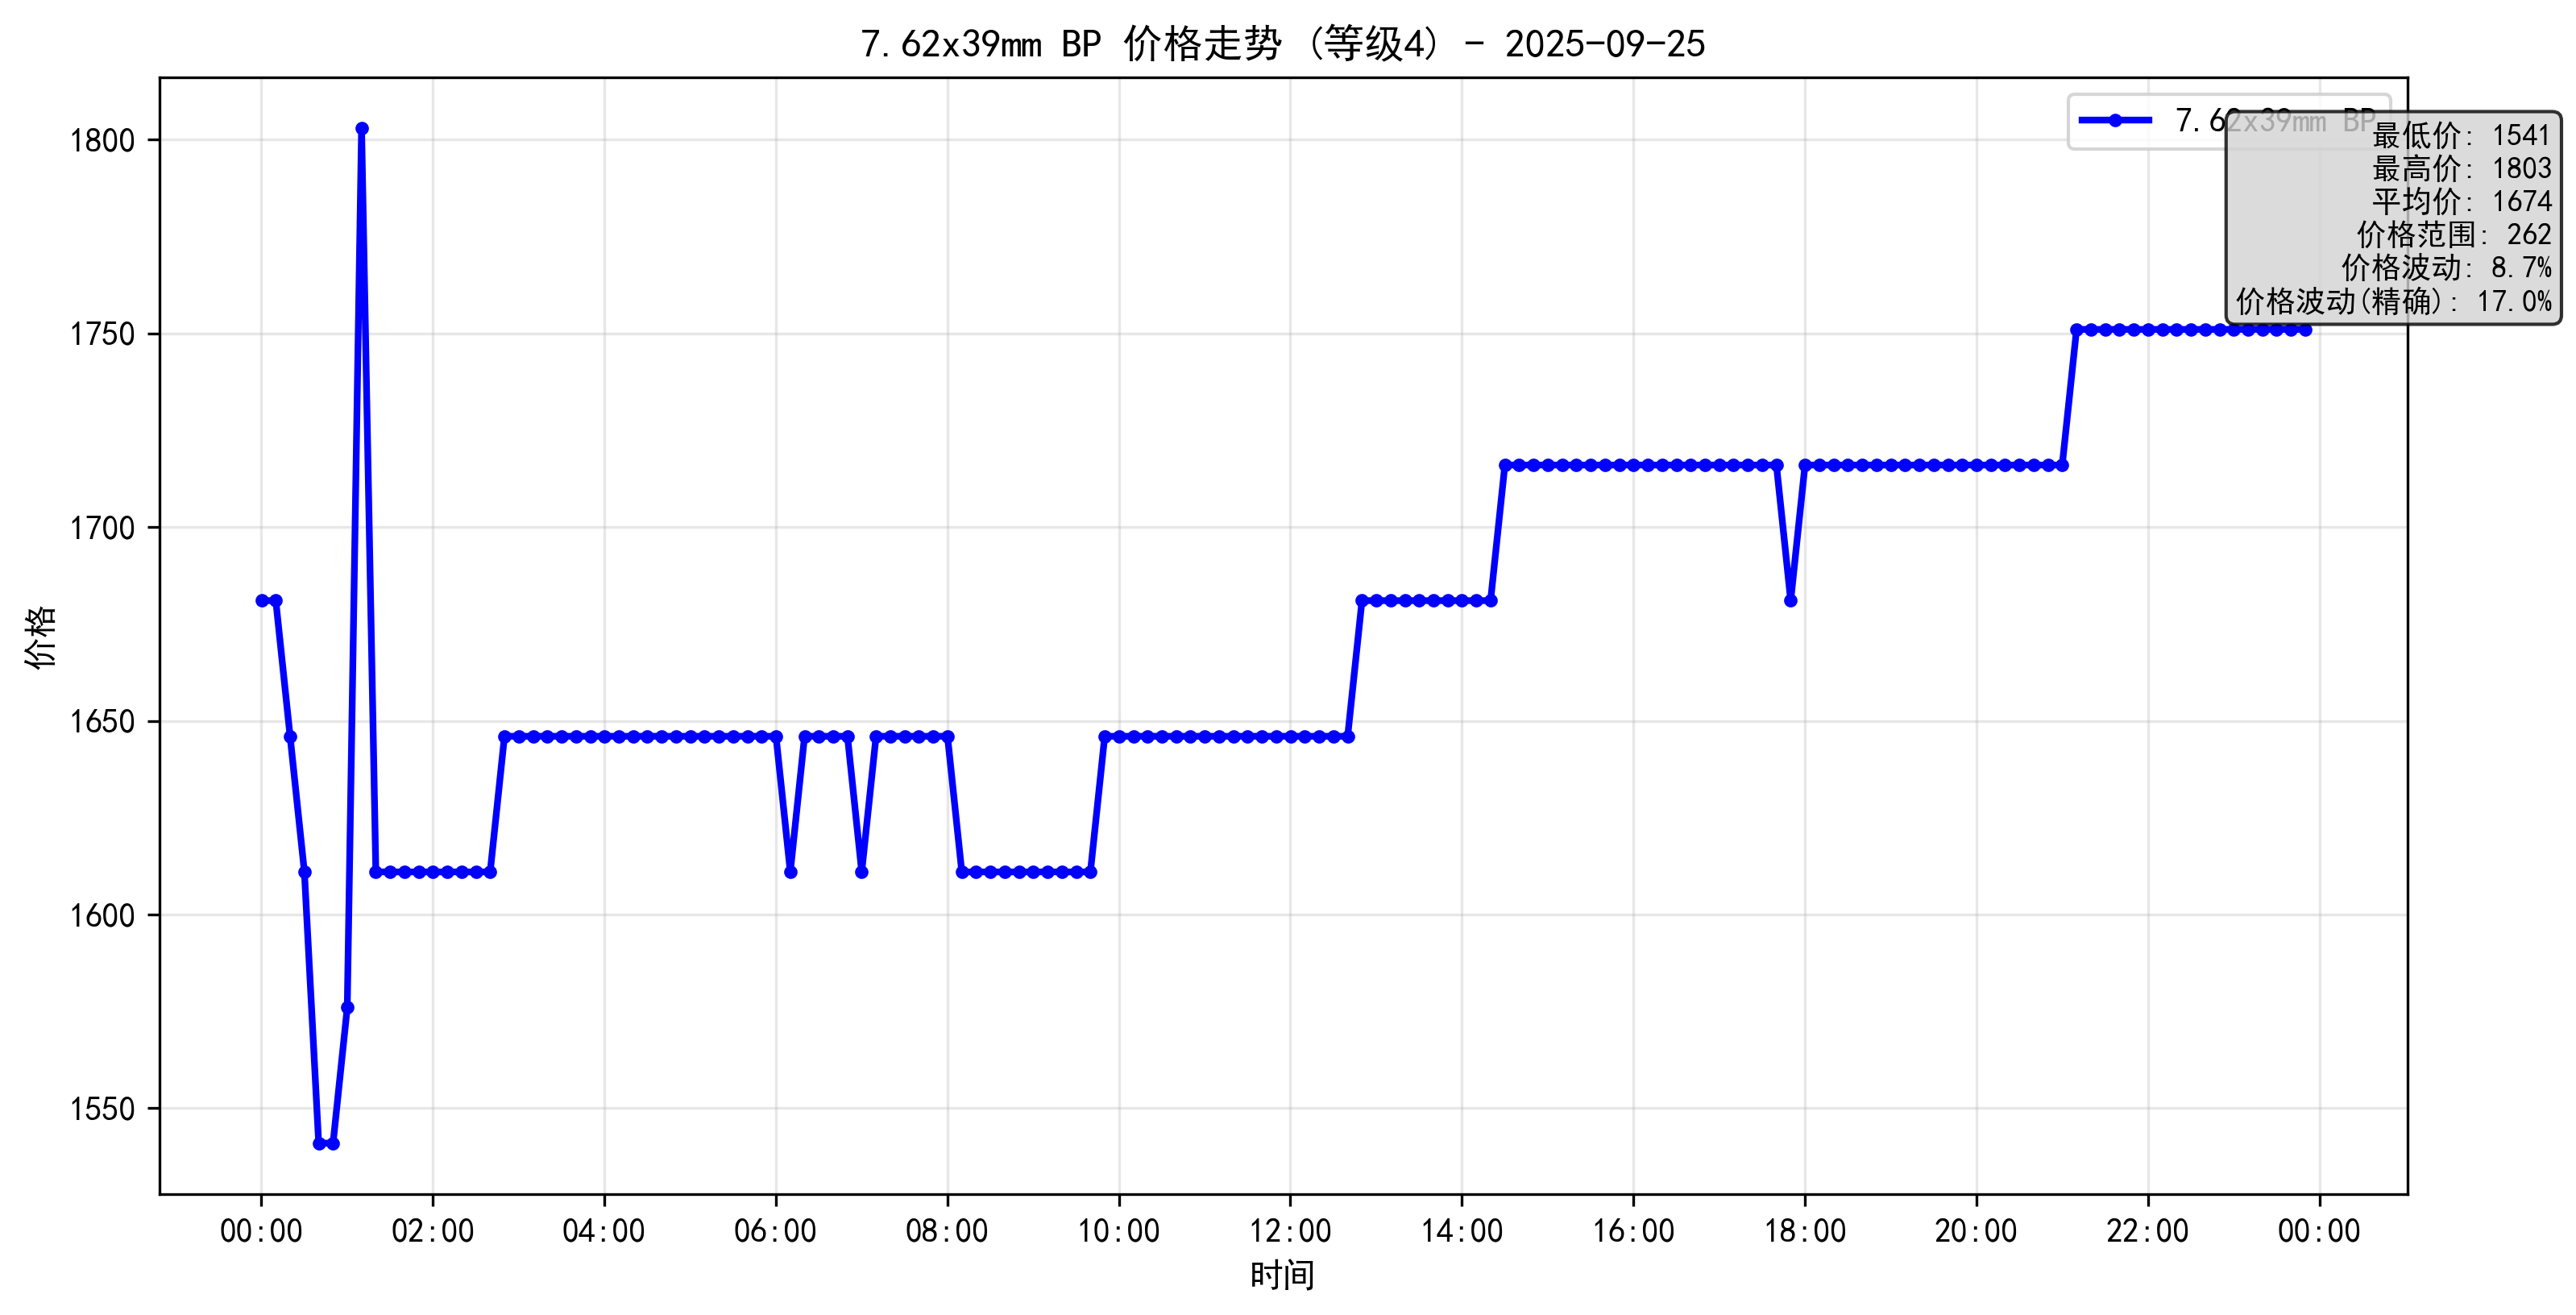 7.62x39mm BP 价格走势 (等级4) - 2025-09-25
7.62x39mm BP
最低价: 1541
最高价: 1803
平均价: 1674
价格范围: 262
价格波动: 8.7%
价格波动(精确): 17.0%
1800
1750
1700
1650
1600
1550
价格
00:00 02:00 04:00 06:00 08:00 10:00 12:00 14:00 16:00 18:00 20:00 22:00 00:00
时间